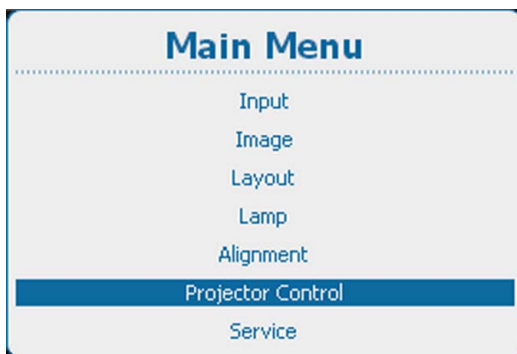 Main Menu
Input
Image
Layout
Lamp
Alignment
Projector Control
Service